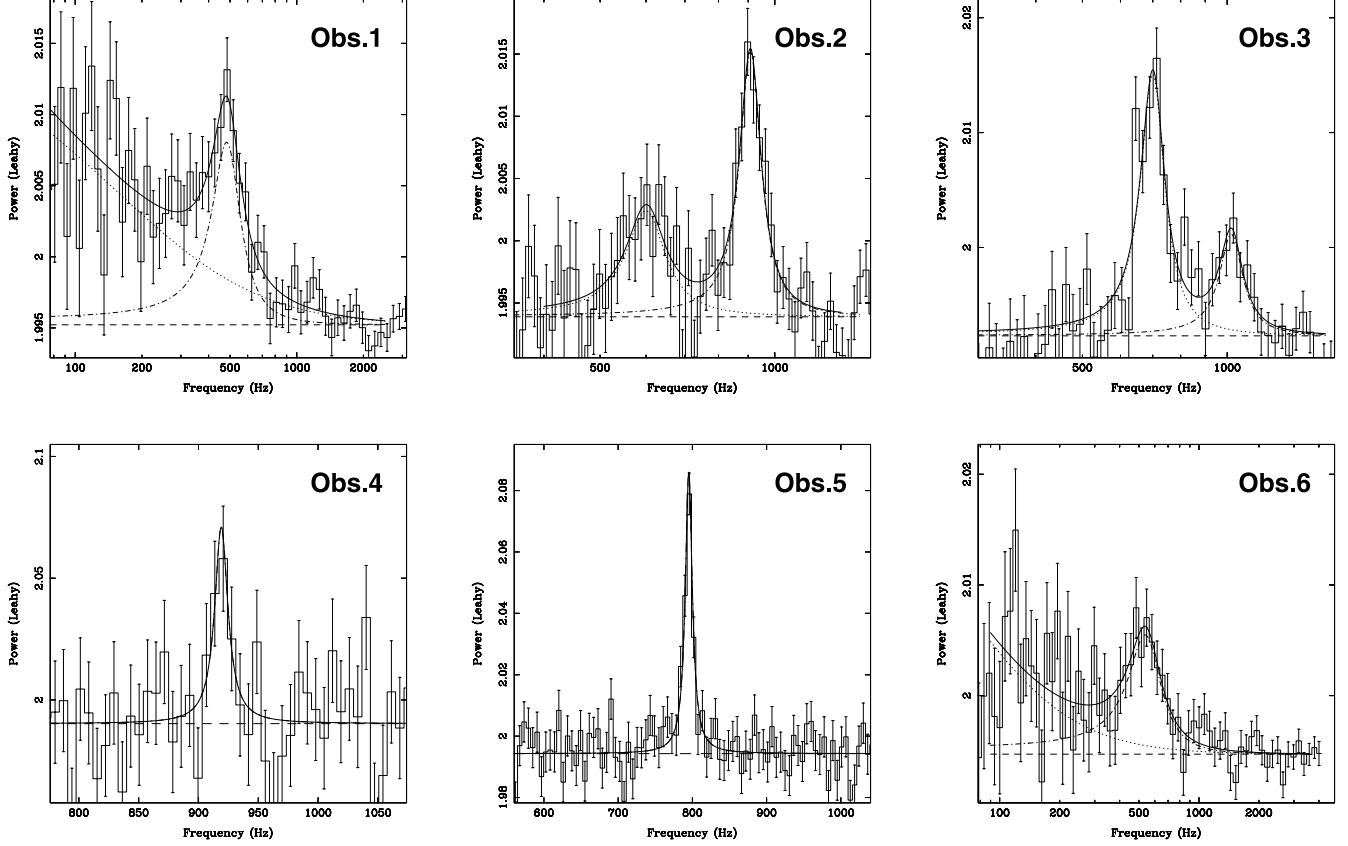 Obs.1
Power (Leahy)
2.015
2.01
2.005
2
1.995
100 200 500 1000 2000
Frequency (Hz)
Obs.2
Power (Leahy)
2.015
2.01
2.005
2
1.995
500 1000
Frequency (Hz)
Obs.3
Power (Leahy)
2.02
2.01
2
500 1000
Frequency (Hz)
Obs.4
Power (Leahy)
2.1
2.05
2
800 850 900 950 1000 1050
Frequency (Hz)
Obs.5
Power (Leahy)
2.08
2.06
2.04
2.02
2
1.98
600 700 800 900 1000
Frequency (Hz)
Obs.6
Power (Leahy)
2.02
2.01
2
100 200 500 1000 2000
Frequency (Hz)